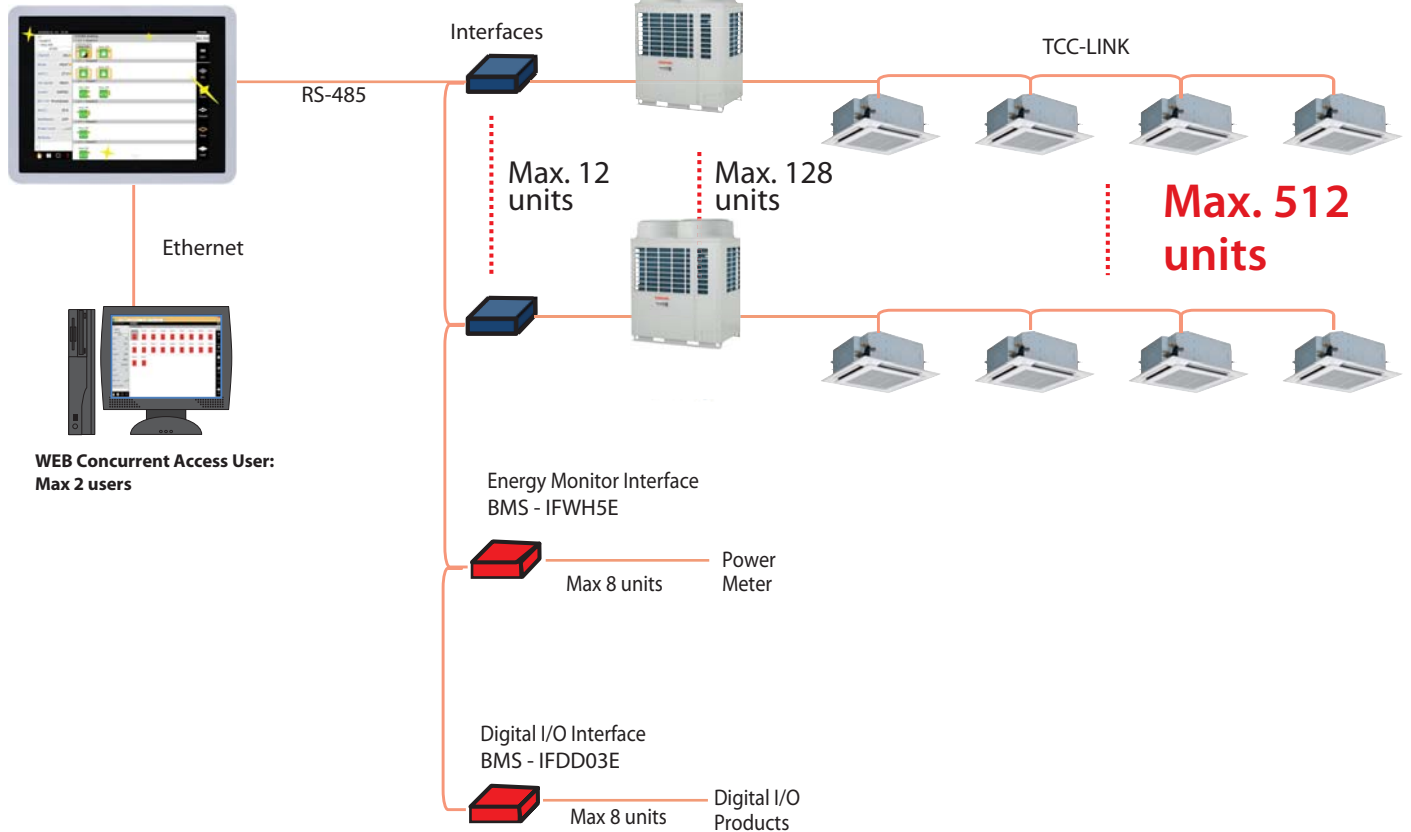 Interfaces
TCC-LINK
RS-485
Max. 12
units
Max. 128
units
Max. 512
units
Ethernet
WEB Concurrent Access User:
Max 2 users
Energy Monitor Interface
BMS - IFWH5E
Max 8 units
Power
Meter
Digital I/O Interface
BMS - IFDD03E
Max 8 units
Digital I/O
Products